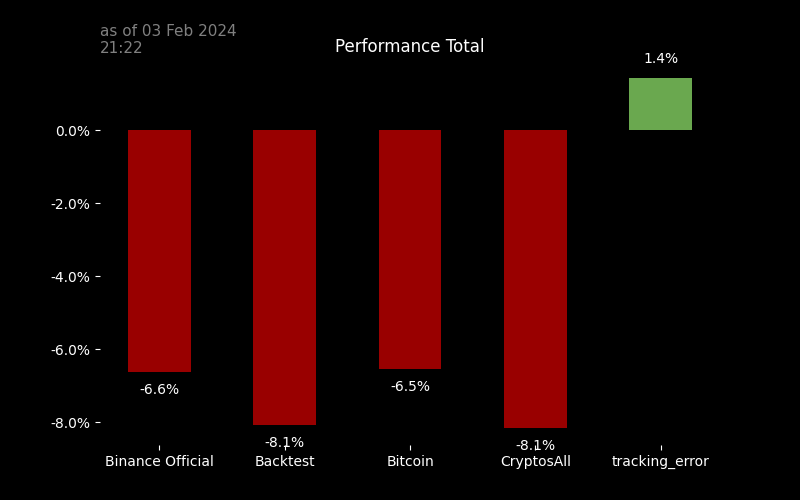 as of 03 Feb 2024
21:22
Performance Total
1.4%
0.0%
-2.0%
-4.0%
-6.0%
-8.0%
-6.6%
-8.1%
-6.5%
-8.1%
Binance Official
Backtest
Bitcoin
CryptosAll
tracking_error